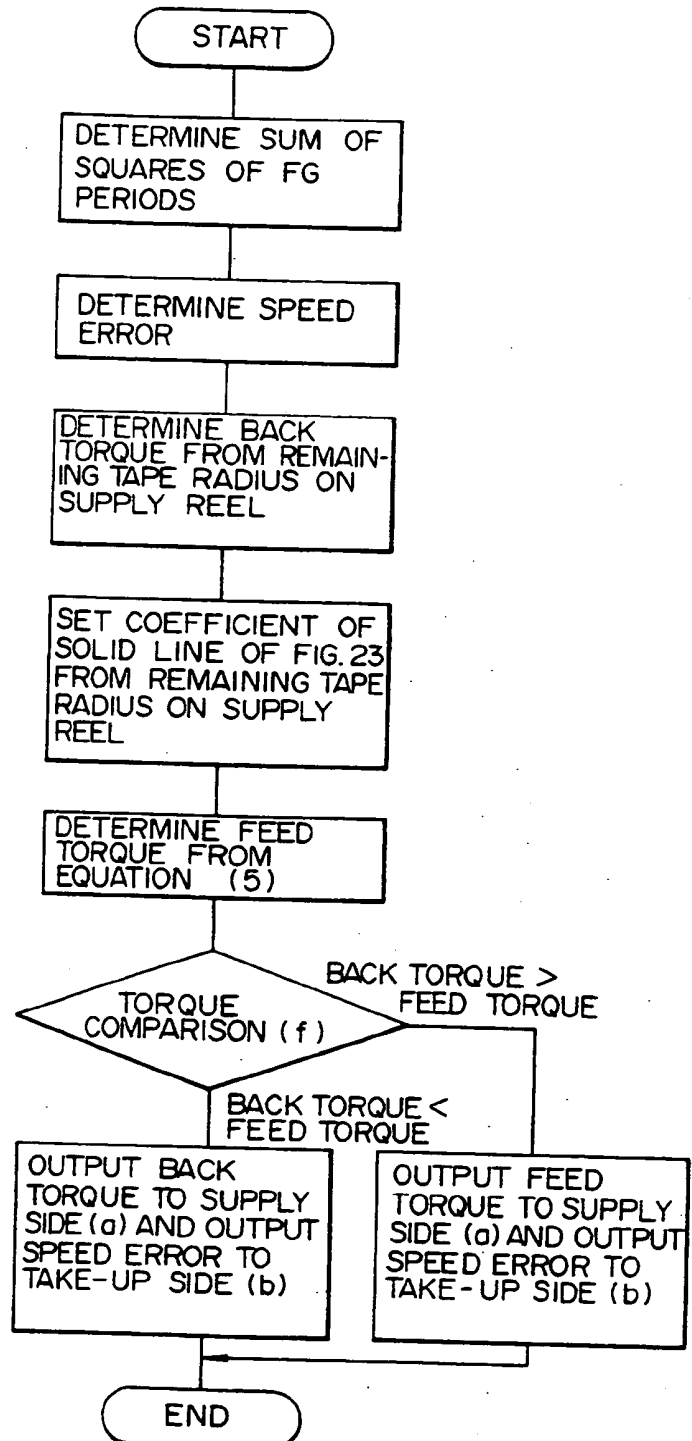 START
DETERMINE SUM OF
SQUARES OF FG
PERIODS
DETERMINE SPEED
ERROR
DETERMINE BACK
TORQUE FROM REMAIN-
ING TAPE RADIUS ON
SUPPLY REEL
SET COEFFICIENT OF
SOLID LINE OF FIG. 23
FROM REMAINING TAPE
RADIUS ON SUPPLY
REEL
DETERMINE FEED
TORQUE FROM
EQUATION (5)
TORQUE
COMPARISON (f)
BACK TORQUE >
FEED TORQUE
BACK TORQUE <
FEED TORQUE
OUTPUT BACK
TORQUE TO SUPPLY
SIDE (a) AND OUTPUT
SPEED ERROR TO
TAKE-UP SIDE (b)
OUTPUT FEED
TORQUE TO SUPPLY
SIDE (a) AND OUTPUT
SPEED ERROR TO
TAKE-UP SIDE (b)
END